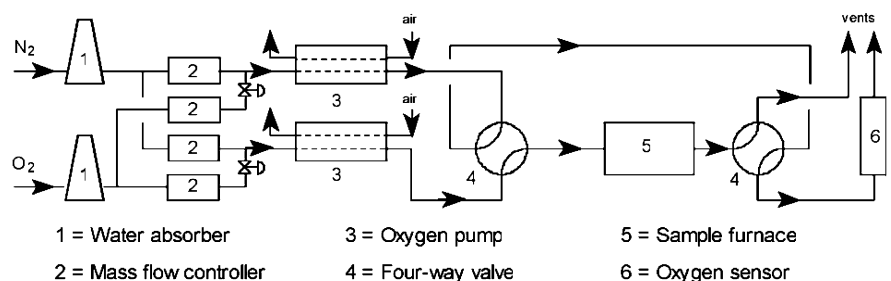 air
vents
N2
1
2
3
2
air
6
O2
1
2
2
3
4
5
4
1 = Water absorber
3 = Oxygen pump
5 = Sample furnace
2 = Mass flow controller
4 = Four-way valve
6 = Oxygen sensor